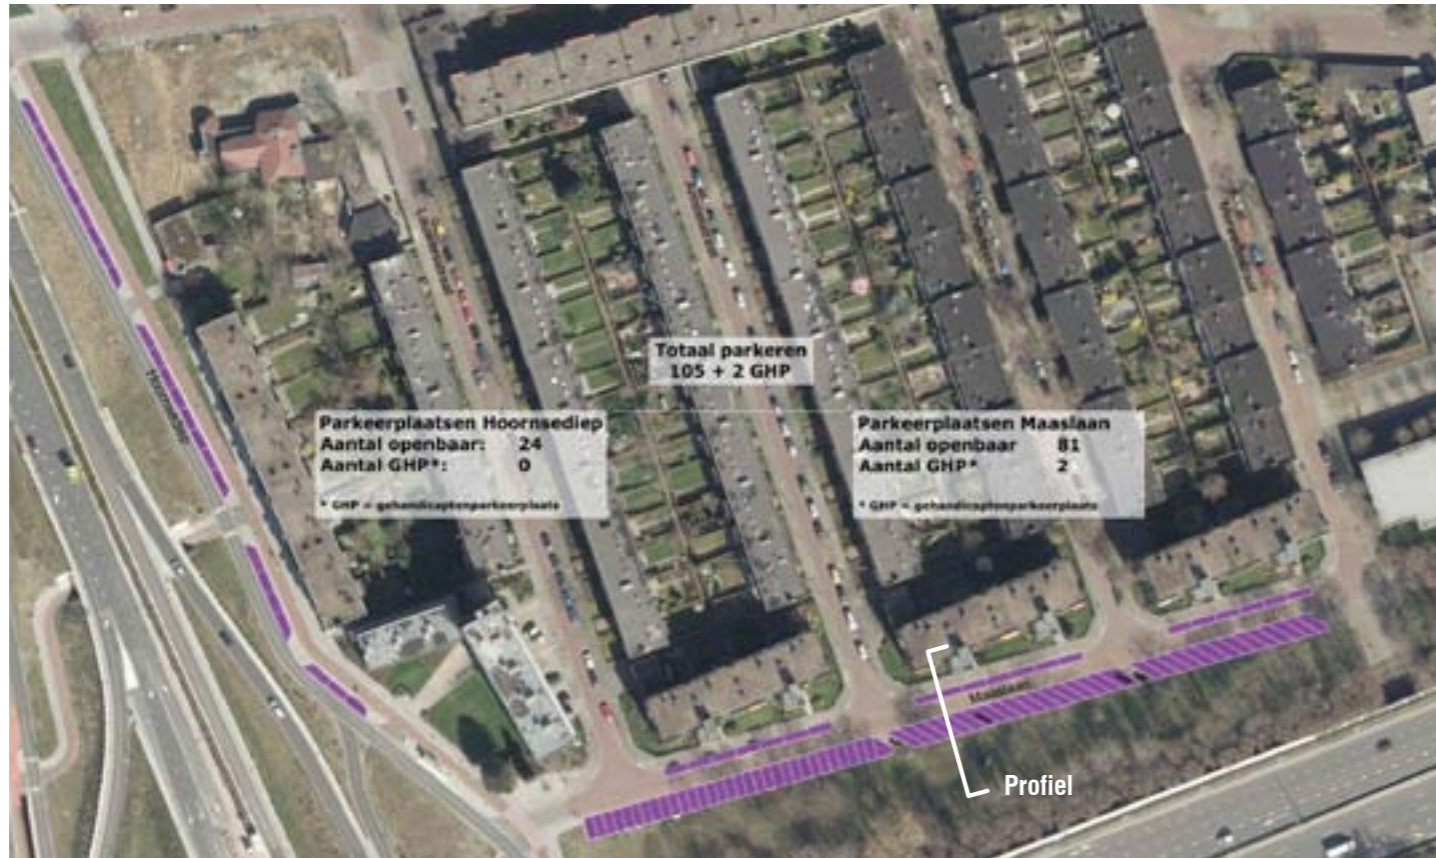 Totaal parkeren
105 + 2 GHP
Parkeerplaatsen Hoornsediep
Aantal openbaar: 24
Aantal GHP*: 0
* GHP = gehandicaptenparkeerplaats
Parkeerplaatsen Maaslaan
Aantal openbaar 81
Aantal GHP* 2
* GHP = gehandicaptenparkeerplaats
Hoornsediep
Maaslaan
Profiel